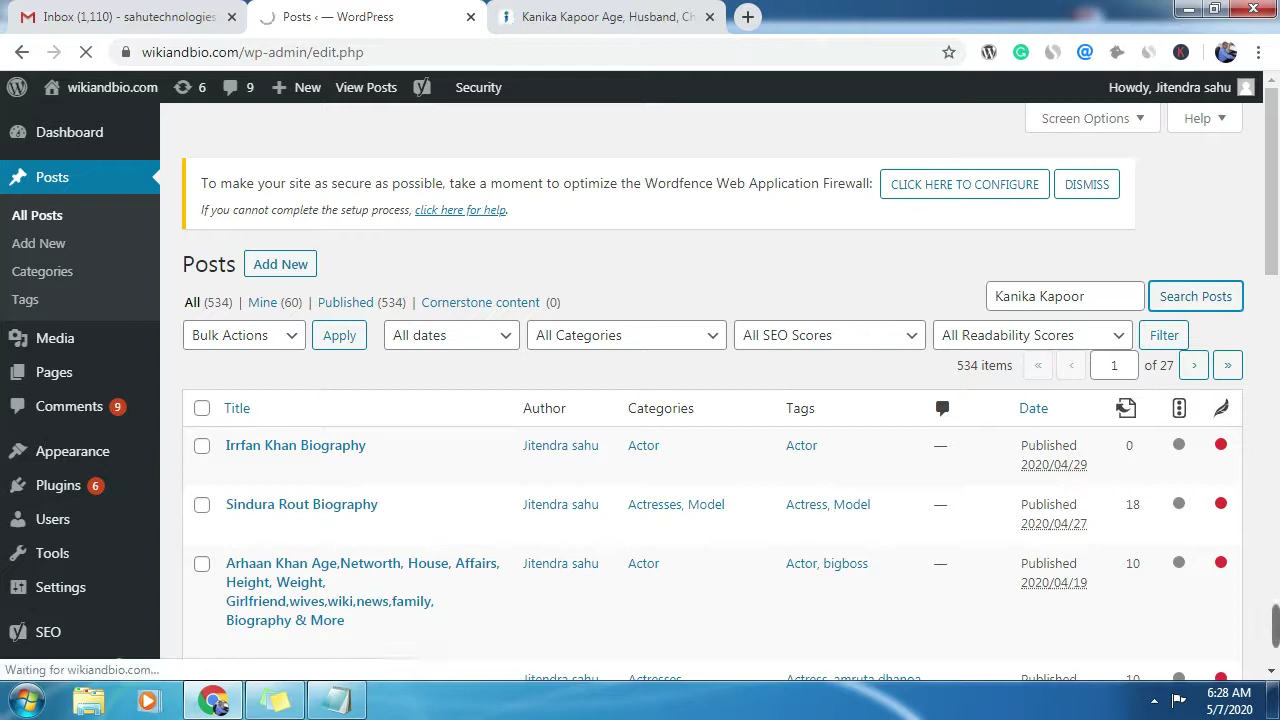 Inbox (1,110) - sahutechnologies
Posts ‹ — WordPress
Kanika Kapoor Age, Husband, Ch
wikiandbio.com/wp-admin/edit.php
wikiandbio.com
6
9
New
View Posts
Security
Howdy, Jitendra sahu
Screen Options
Help
Dashboard
Posts
All Posts
Add New
Categories
Tags
Media
Pages
Comments 9
Appearance
Plugins 6
Users
Tools
Settings
SEO
To make your site as secure as possible, take a moment to optimize the Wordfence Web Application Firewall:
CLICK HERE TO CONFIGURE
DISMISS
If you cannot complete the setup process, click here for help.
Posts
Add New
All (534) | Mine (60) | Published (534) | Cornerstone content (0)
Kanika Kapoor
Search Posts
Bulk Actions
Apply
All dates
All Categories
All SEO Scores
All Readability Scores
Filter
534 items « ‹ 1 of 27 › »
Title Author Categories Tags Date
Irrfan Khan Biography Jitendra sahu Actor Actor — Published 0
2020/04/29
Sindura Rout Biography Jitendra sahu Actresses, Model Actress, Model — Published 18
2020/04/27
Arhaan Khan Age,Networth, House, Affairs, Jitendra sahu Actor Actor, bigboss — Published 10
Height, Weight, 2020/04/19
Girlfriend,wives,wiki,news,family,
Biography & More
Jitendra sahu Actresses Actress, amruta dhanoa Published 10
Waiting for wikiandbio.com...
6:28 AM
5/7/2020